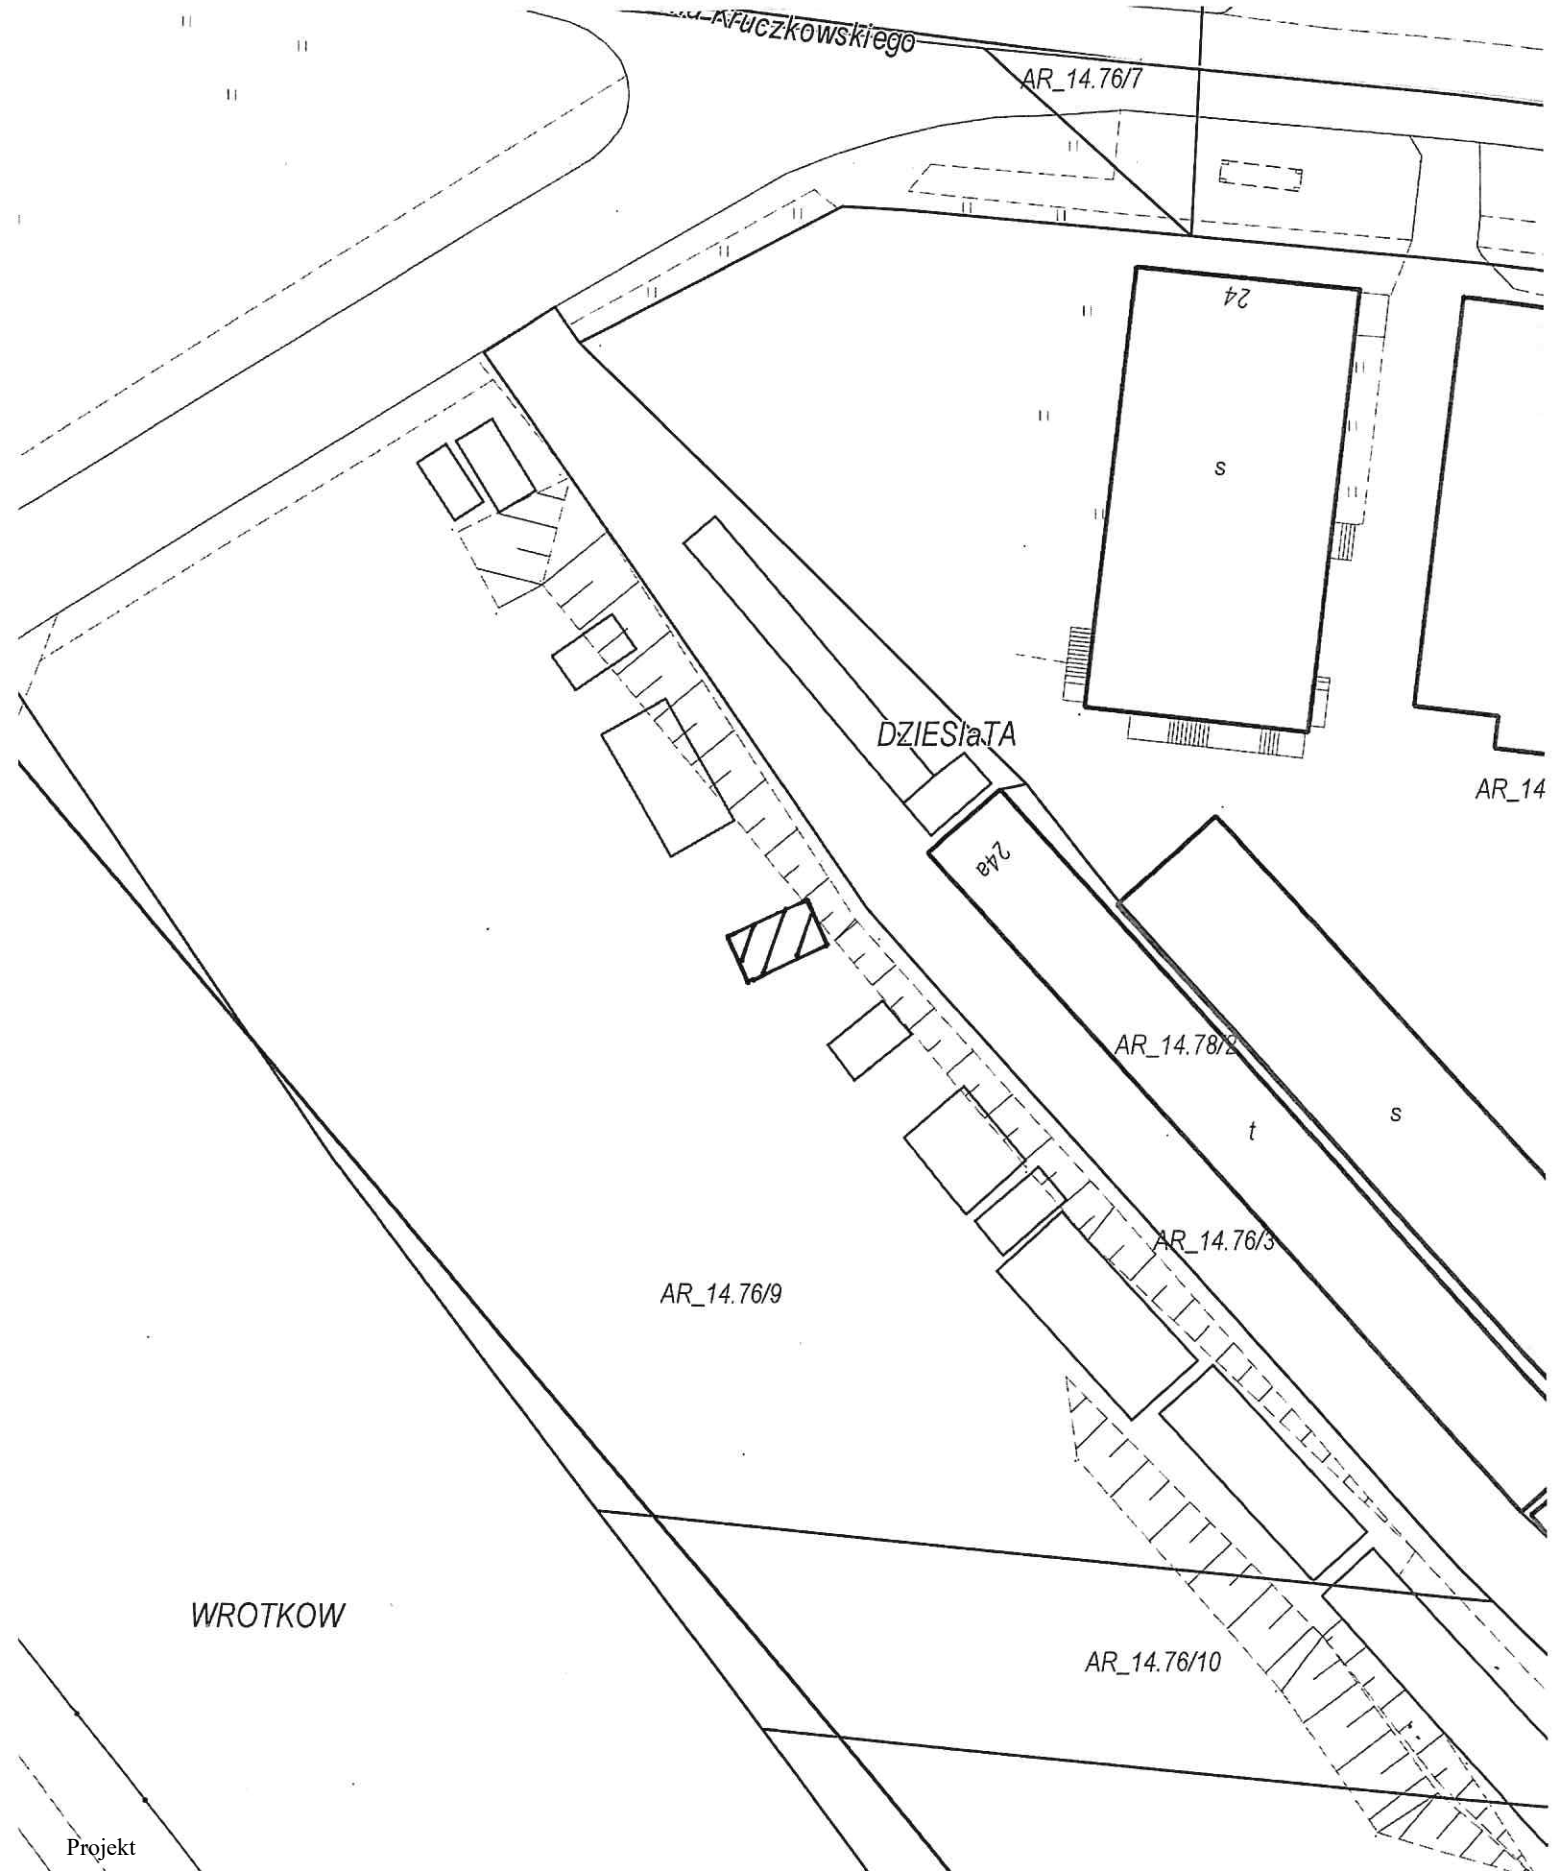 Kruczkowskiego
AR_14.76/7
24
s
DZIESIaTA
AR_14
24a
AR_14.78/2
s
t
AR_14.76/3
AR_14.76/9
WROTKOW
AR_14.76/10
Projekt